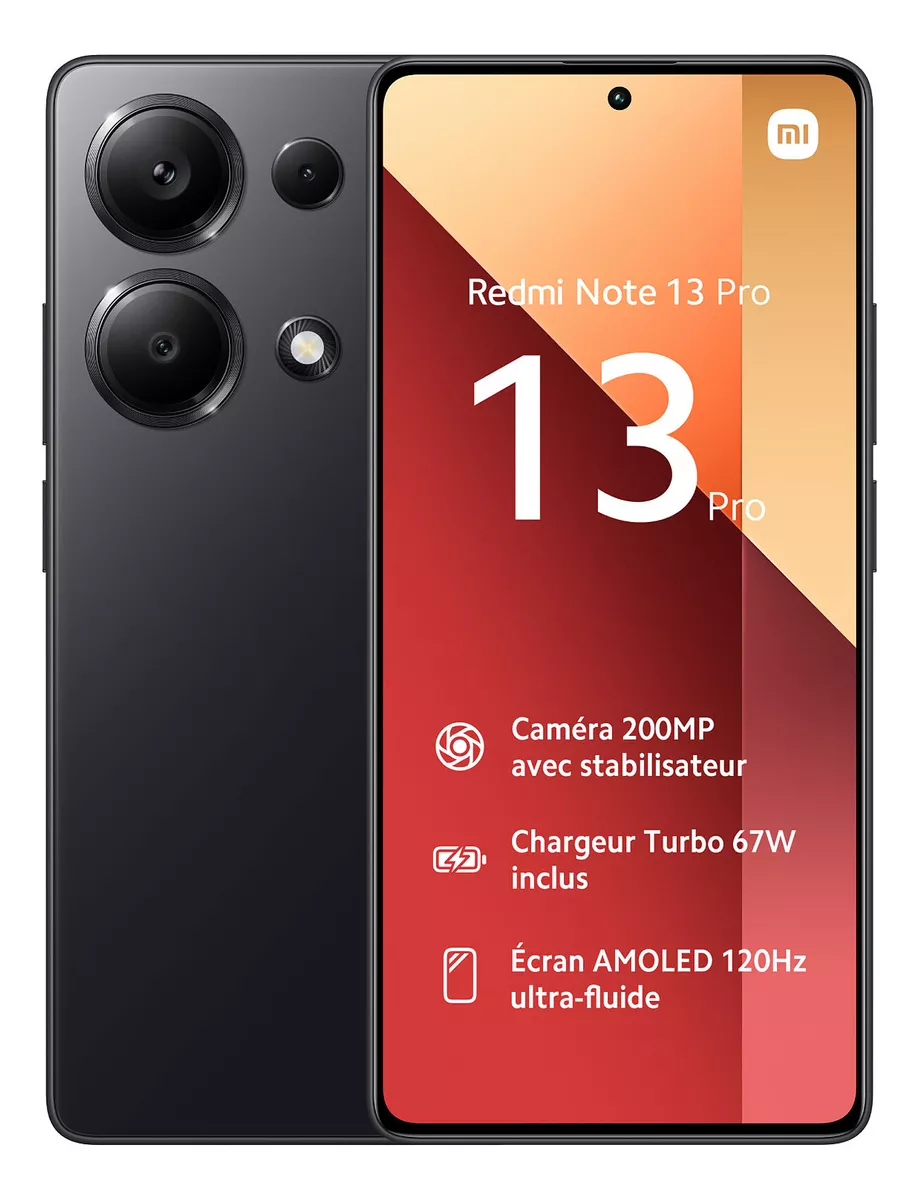 mi
Redmi Note 13 Pro
13 Pro
Caméra 200MP
avec stabilisateur
Chargeur Turbo 67W
inclus
Écran AMOLED 120Hz
ultra-fluide